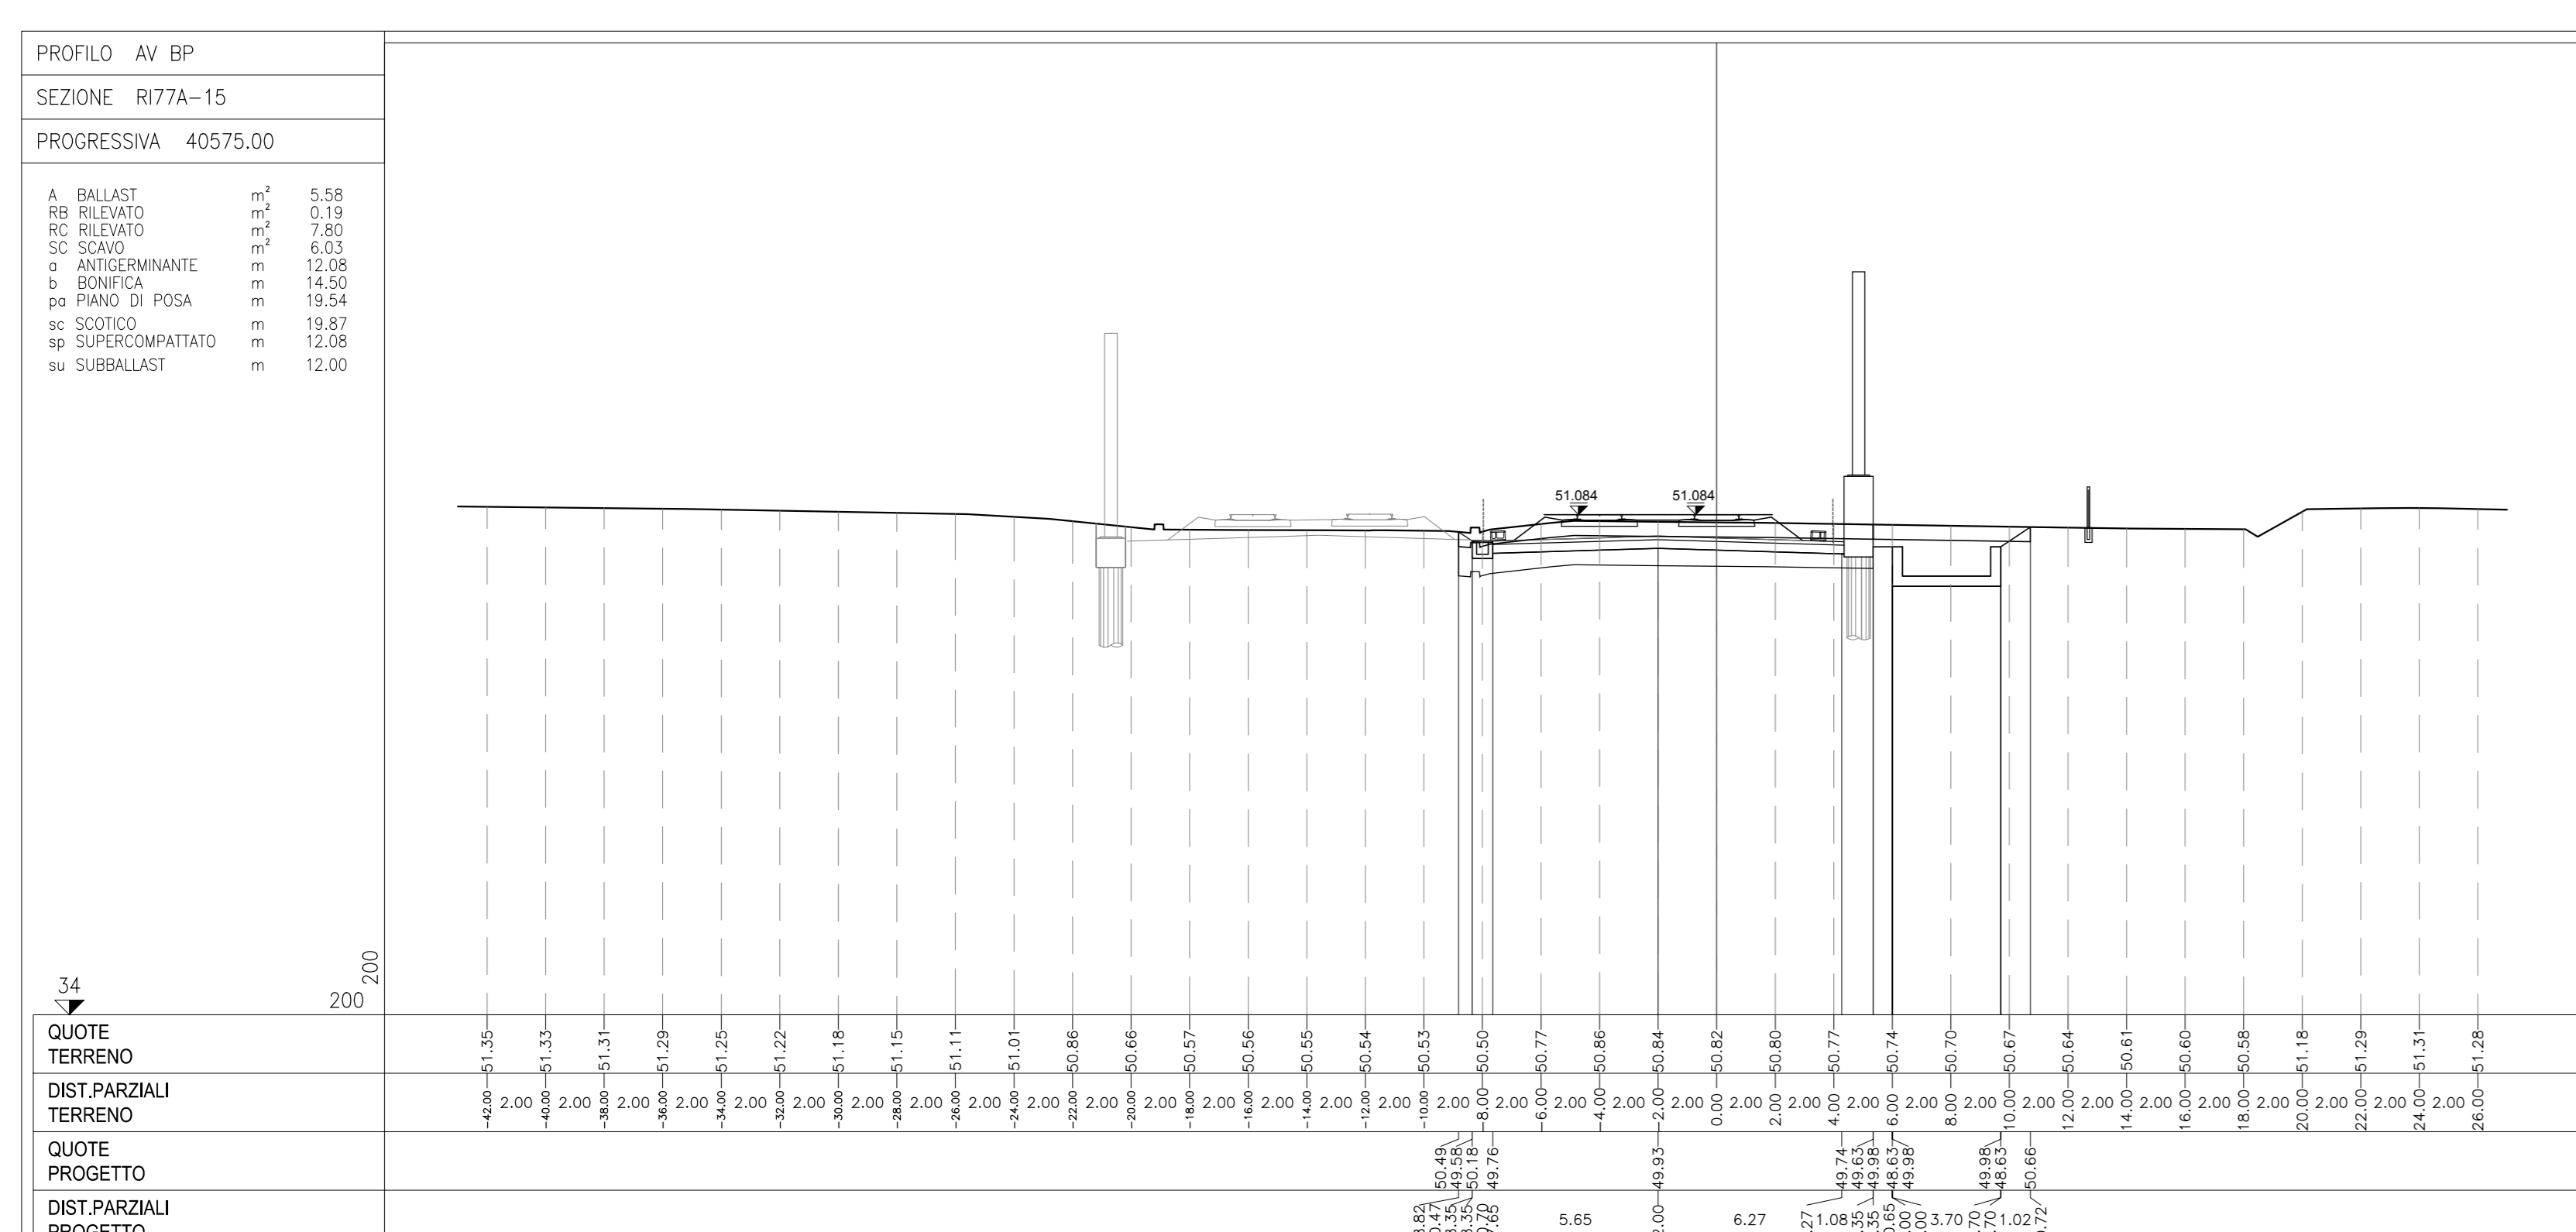 PROFILO AV BP
SEZIONE RI77A-15
PROGRESSIVA 40575.00
A BALLAST m² 5.58
RB RILEVATO m² 0.19
RC RILEVATO m² 7.80
SC SCAVO m² 6.03
a ANTIGERMINANTE m 12.08
b BONIFICA m 14.50
pa PIANO DI POSA m 19.54
sc SCOTICO m 19.87
sp SUPERCOMPATTATO m 12.08
su SUBBALLAST m 12.00
51.084 51.084
34
200
200
QUOTE TERRENO
51.35 51.33 51.31 51.29 51.25 51.22 51.18 51.15 51.11 51.01 50.86 50.66 50.57 50.56 50.55 50.54 50.53 50.50 50.77 50.86 50.84 50.82 50.80 50.77 50.74 50.70 50.67 50.64 50.61 50.60 50.58 51.18 51.29 51.31 51.28
DIST.PARZIALI TERRENO
-42.00 2.00 -40.00 2.00 -38.00 2.00 -36.00 2.00 -34.00 2.00 -32.00 2.00 -30.00 2.00 -28.00 2.00 -26.00 2.00 -24.00 2.00 -22.00 2.00 -20.00 2.00 -18.00 2.00 -16.00 2.00 -14.00 2.00 -12.00 2.00 -10.00 2.00 -8.00 2.00 -6.00 2.00 -4.00 2.00 -2.00 2.00 0.00 2.00 2.00 2.00 4.00 2.00 6.00 2.00 8.00 2.00 10.00 2.00 12.00 2.00 14.00 2.00 16.00 2.00 18.00 2.00 20.00 2.00 22.00 2.00 24.00 2.00 26.00
QUOTE PROGETTO
50.49 49.58 50.18 49.76 49.93 49.74 49.63 49.98 48.63 49.98 49.98 48.63 50.66
DIST.PARZIALI PROGETTO
5.65 6.27 1.08 3.70 1.02